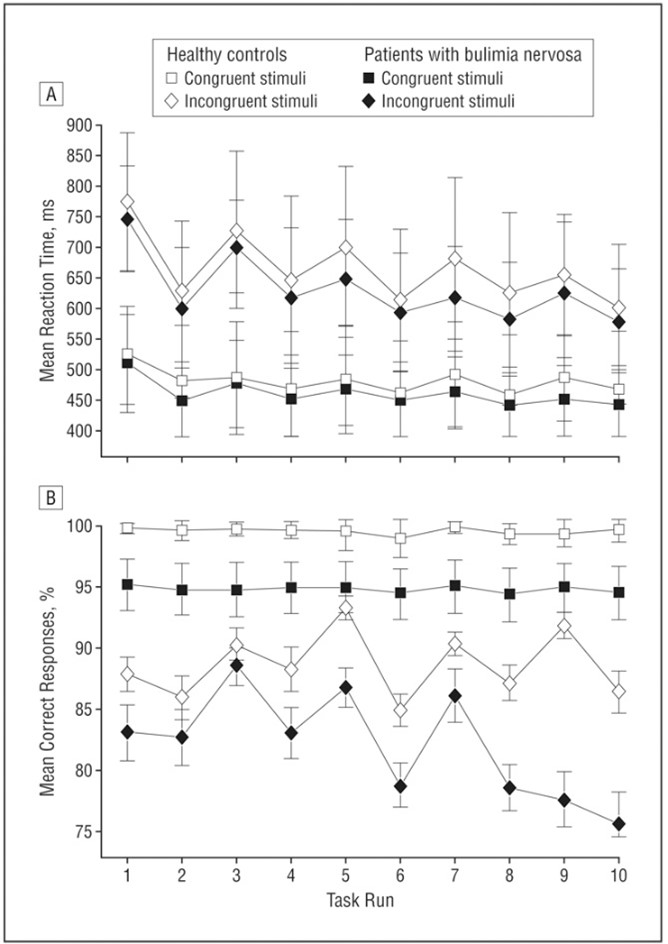 Healthy controls Patients with bulimia nervosa
Congruent stimuli Congruent stimuli
Incongruent stimuli Incongruent stimuli
A
900
850
800
750
700
650
600
550
500
450
400
Mean Reaction Time, ms
B
100
95
90
85
80
75
Mean Correct Responses, %
1 2 3 4 5 6 7 8 9 10
Task Run